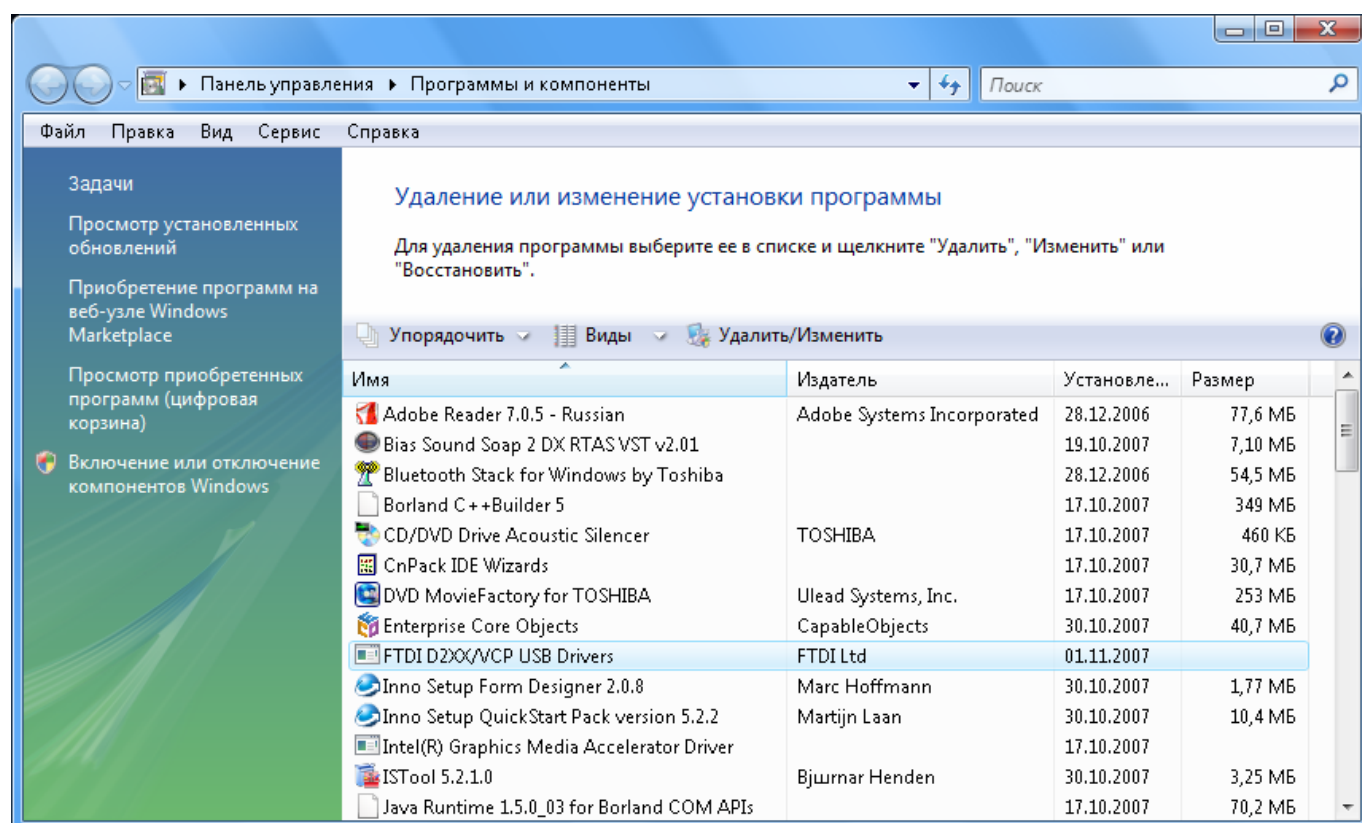 Панель управления Программы и компоненты Поиск
Файл Правка Вид Сервис Справка
Задачи
Просмотр установленных
обновлений
Приобретение программ на
веб-узле Windows
Marketplace
Просмотр приобретенных
программ (цифровая
корзина)
Включение или отключение
компонентов Windows
Удаление или изменение установки программы
Для удаления программы выберите ее в списке и щелкните "Удалить", "Изменить" или
"Восстановить".
Упорядочить Виды Удалить/Изменить
Имя Издатель Установле... Размер
Adobe Reader 7.0.5 - Russian Adobe Systems Incorporated 28.12.2006 77,6 МБ
Bias Sound Soap 2 DX RTAS VST v2.01 19.10.2007 7,10 МБ
Bluetooth Stack for Windows by Toshiba 28.12.2006 54,5 МБ
Borland C++Builder 5 17.10.2007 349 МБ
CD/DVD Drive Acoustic Silencer TOSHIBA 17.10.2007 460 КБ
CnPack IDE Wizards 17.10.2007 30,7 МБ
DVD MovieFactory for TOSHIBA Ulead Systems, Inc. 17.10.2007 253 МБ
Enterprise Core Objects CapableObjects 30.10.2007 40,7 МБ
FTDI D2XX/VCP USB Drivers FTDI Ltd 01.11.2007
Inno Setup Form Designer 2.0.8 Marc Hoffmann 30.10.2007 1,77 МБ
Inno Setup QuickStart Pack version 5.2.2 Martijn Laan 30.10.2007 10,4 МБ
Intel(R) Graphics Media Accelerator Driver 17.10.2007
ISTool 5.2.1.0 Bjшrnar Henden 30.10.2007 3,25 МБ
Java Runtime 1.5.0_03 for Borland COM APIs 17.10.2007 70,2 МБ